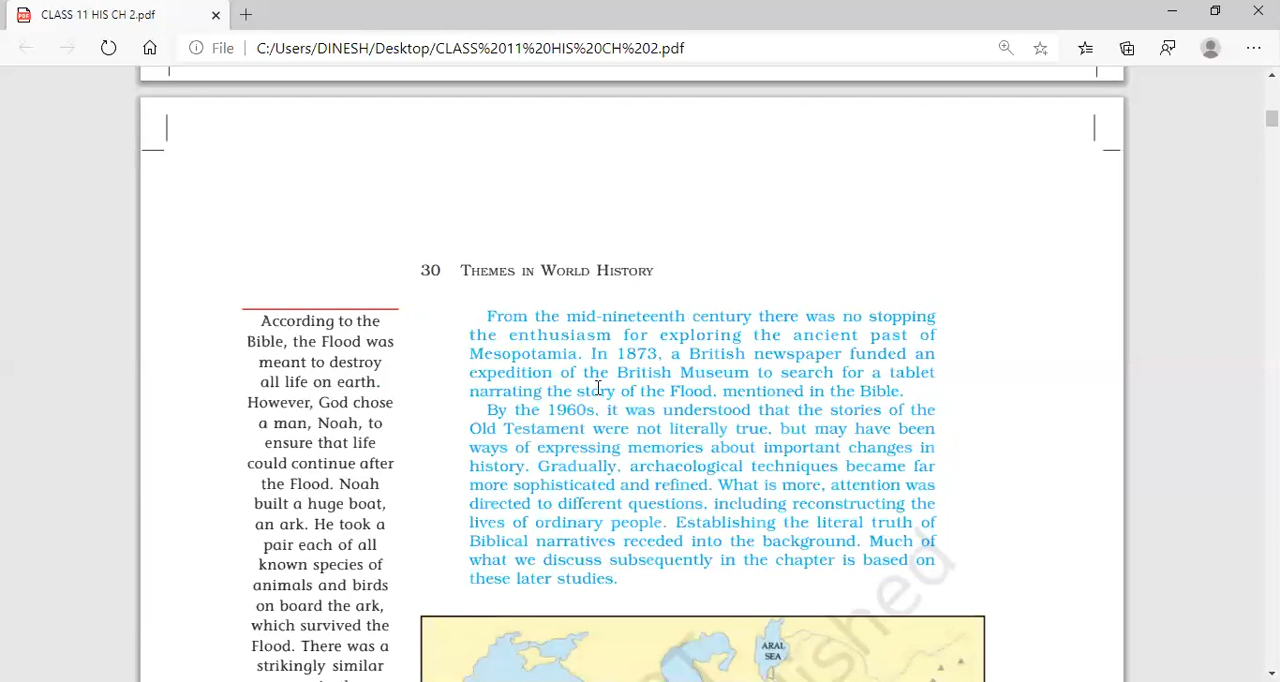 CLASS 11 HIS CH 2.pdf
File
C:/Users/DINESH/Desktop/CLASS%2011%20HIS%20CH%202.pdf
30 THEMES IN WORLD HISTORY
According to the
Bible, the Flood was
meant to destroy
all life on earth.
However, God chose
a man, Noah, to
ensure that life
could continue after
the Flood. Noah
built a huge boat,
an ark. He took a
pair each of all
known species of
animals and birds
on board the ark,
which survived the
Flood. There was a
strikingly similar
From the mid-nineteenth century there was no stopping
the enthusiasm for exploring the ancient past of
Mesopotamia. In 1873, a British newspaper funded an
expedition of the British Museum to search for a tablet
narrating the story of the Flood, mentioned in the Bible.
By the 1960s, it was understood that the stories of the
Old Testament were not literally true, but may have been
ways of expressing memories about important changes in
history. Gradually, archaeological techniques became far
more sophisticated and refined. What is more, attention was
directed to different questions, including reconstructing the
lives of ordinary people. Establishing the literal truth of
Biblical narratives receded into the background. Much of
what we discuss subsequently in the chapter is based on
these later studies.
ARAL
SEA